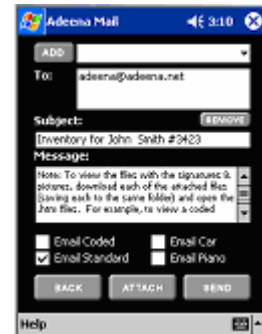 Adeena Mail 3:10
ADD
To: adeena@adeena.net
Subject: REMOVE
Inventory for John Smith #3423
Message:
Note: To view the files with the signatures &
pictures, download each of the attached files
(saving each to the same folder) and open the
.htm files. For example, to view a coded
Email Coded Email Car
Email Standard Email Piano
BACK ATTACH SEND
Help